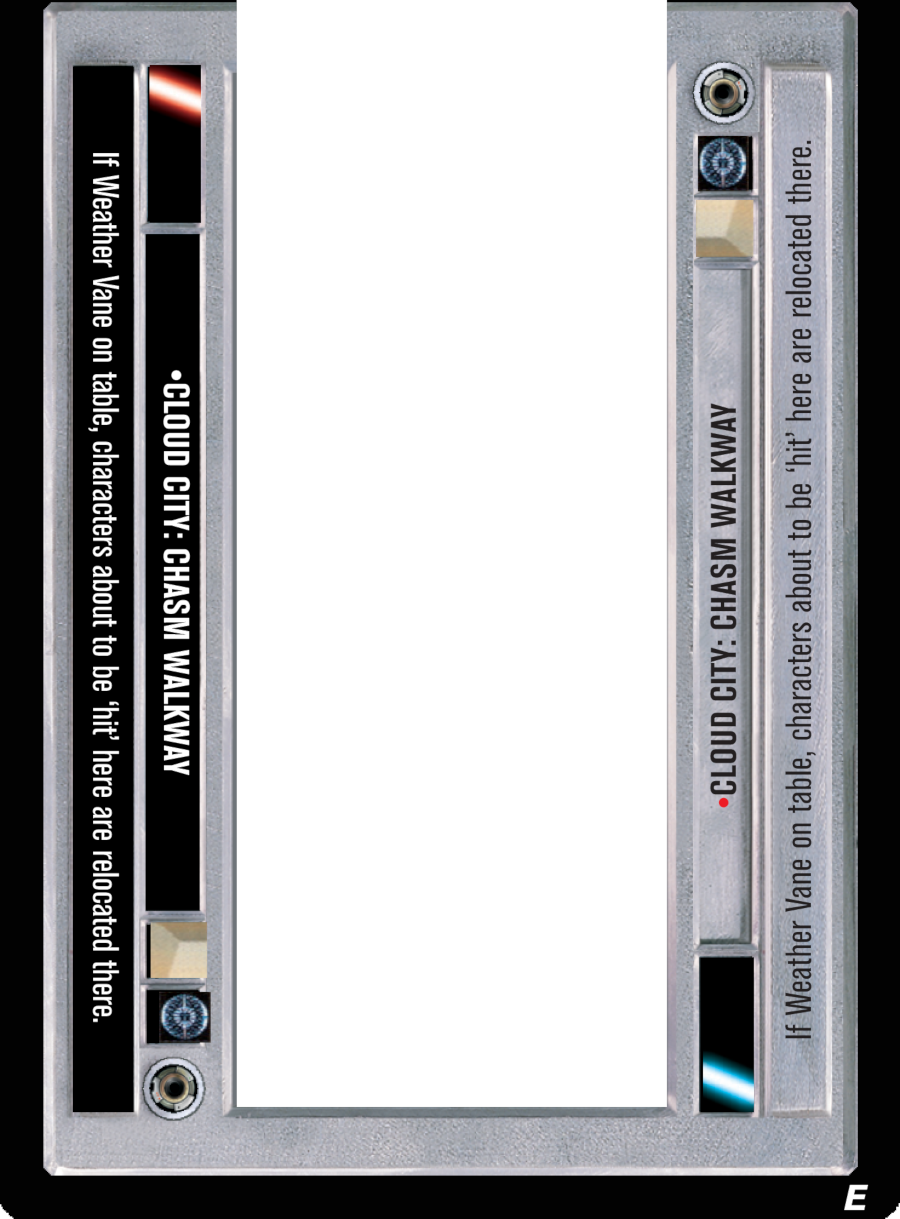 If Weather Vane on table, characters about to be ‘hit’ here are relocated there.
•CLOUD CITY: CHASM WALKWAY
•CLOUD CITY: CHASM WALKWAY
If Weather Vane on table, characters about to be ‘hit’ here are relocated there.
E